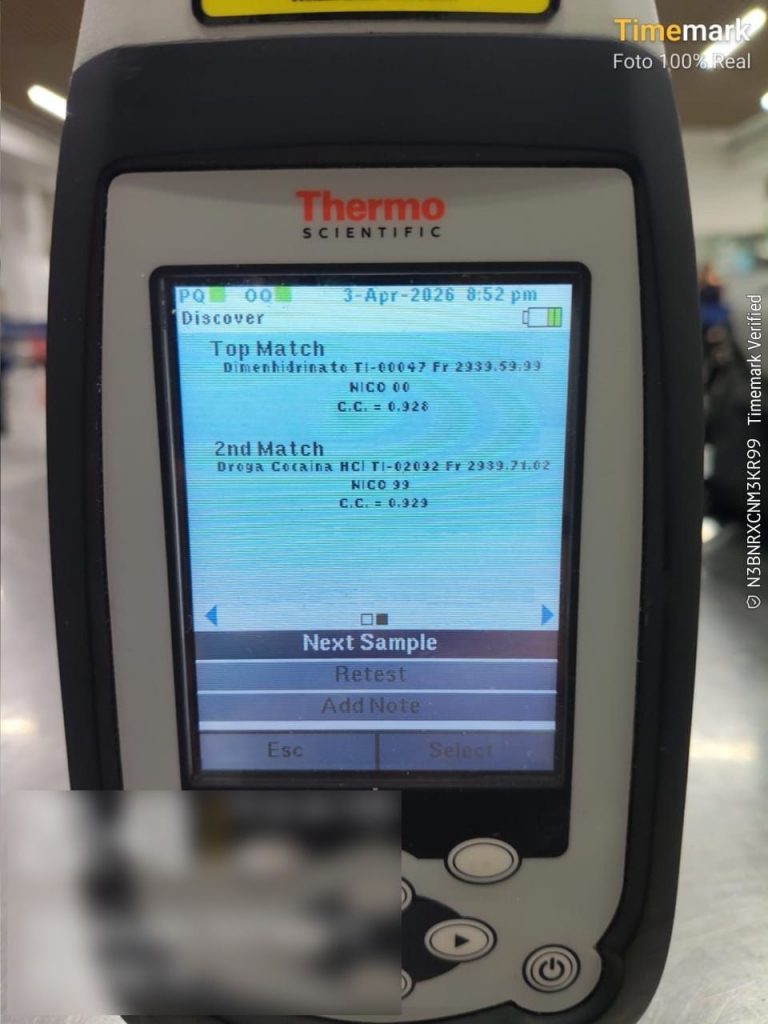 Timemark
Foto 100% Real
Thermo
SCIENTIFIC
PQ OQ 3-Apr-2026 8:52 pm
Discover
Top Match
Dimenhidrinato TI-00047 Fr 2939.59.99
NICO 00
C.C. = 0.928
2nd Match
Droga Cocaina HCl TI-02092 Fr 2939.71.02
NICO 99
C.C. = 0.929
Next Sample
Retest
Add Note
Esc Select
N3BNRXCNM3KR99 Timemark Verified